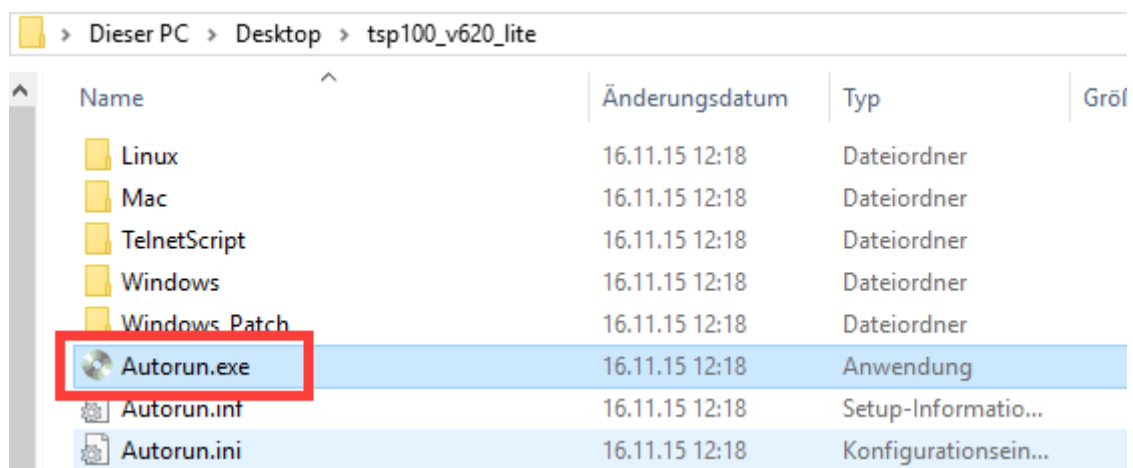 Dieser PC > Desktop > tsp100_v620_lite
Name Änderungsdatum Typ Größ
Linux 16.11.15 12:18 Dateiordner
Mac 16.11.15 12:18 Dateiordner
TelnetScript 16.11.15 12:18 Dateiordner
Windows 16.11.15 12:18 Dateiordner
Windows_Patch 16.11.15 12:18 Dateiordner
Autorun.exe 16.11.15 12:18 Anwendung
Autorun.inf 16.11.15 12:18 Setup-Informatio...
Autorun.ini 16.11.15 12:18 Konfigurationsein...